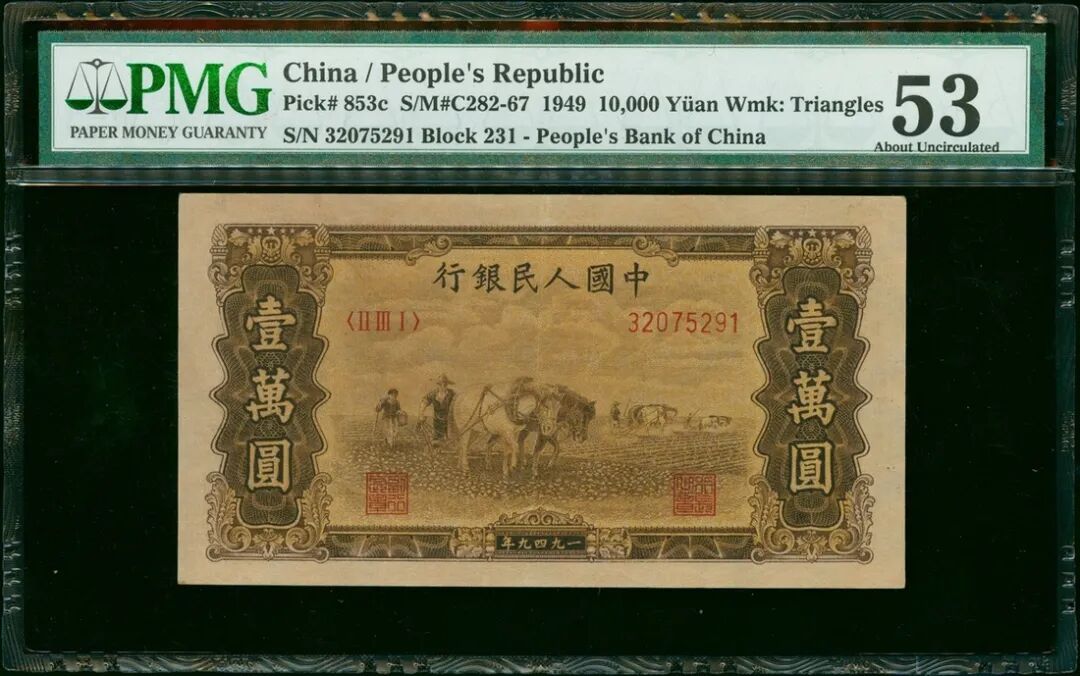 PMG
PAPER MONEY GUARANTY
China / People's Republic
Pick# 853c S/M#C282-67 1949 10,000 Yüan Wmk: Triangles
S/N 32075291 Block 231 - People's Bank of China
53
About Uncirculated
行銀民人國中
〈II III I〉
32075291
壹萬圓
壹萬圓
年九四九一